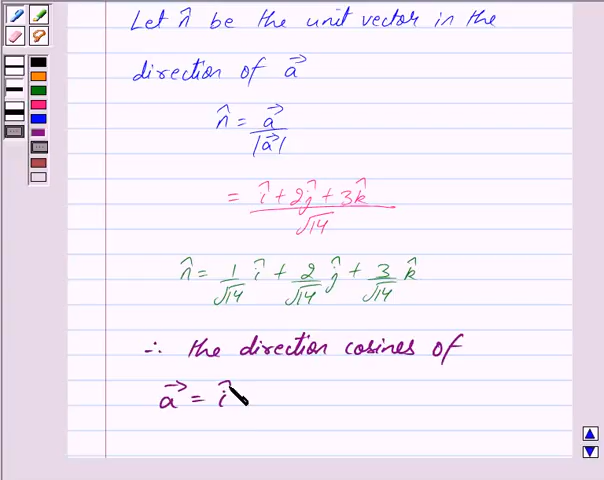 Let n̂ be the unit vector in the
direction of a⃗
n̂ = a⃗/|a⃗|
= (î + 2ĵ + 3k̂)/√14
n̂ = 1/√14 î + 2/√14 ĵ + 3/√14 k̂
∴ the direction cosines of
a⃗ = î